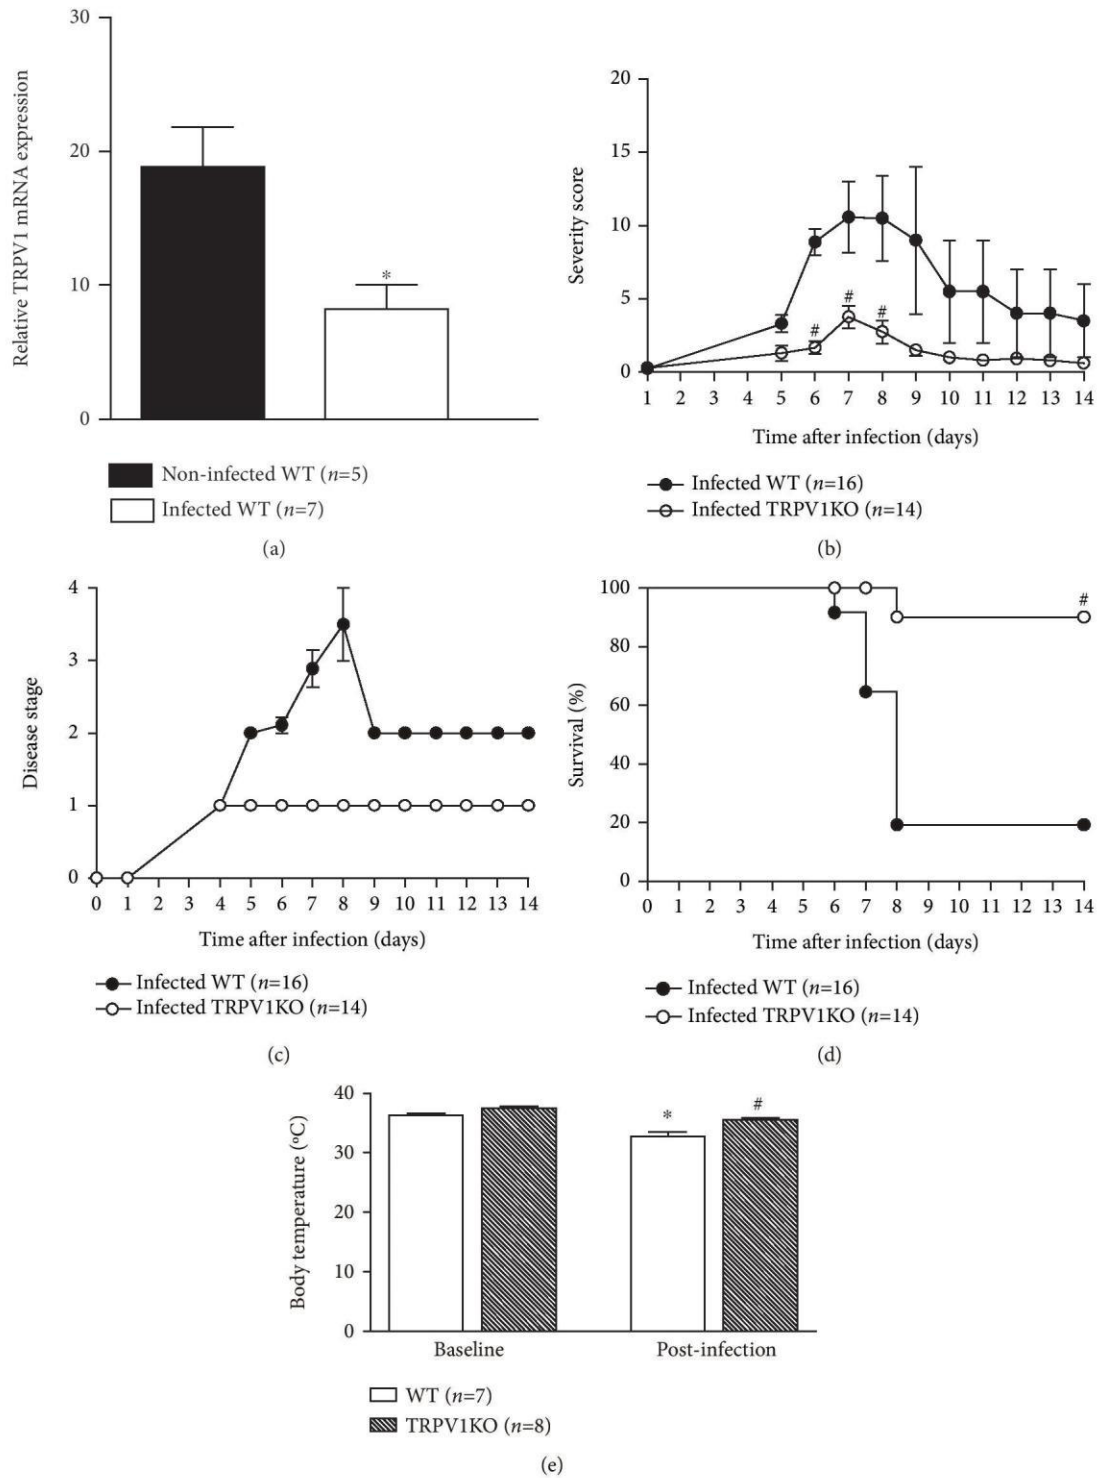 30
20
10
0
Relative TRPV1 mRNA expression
*
Non-infected WT (n=5)
Infected WT (n=7)
(a)
20
15
10
5
0
Severity score
# # #
1 2 3 4 5 6 7 8 9 10 11 12 13 14
Time after infection (days)
Infected WT (n=16)
Infected TRPV1KO (n=14)
(b)
4
3
2
1
0
Disease stage
0 1 4 5 6 7 8 9 10 11 12 13 14
Time after infection (days)
Infected WT (n=16)
Infected TRPV1KO (n=14)
(c)
100
80
60
40
20
0
Survival (%)
#
0 1 2 3 4 5 6 7 8 9 10 11 12 13 14
Time after infection (days)
Infected WT (n=16)
Infected TRPV1KO (n=14)
(d)
40
30
20
10
0
Body temperature (ºC)
* #
Baseline Post-infection
WT (n=7)
TRPV1KO (n=8)
(e)